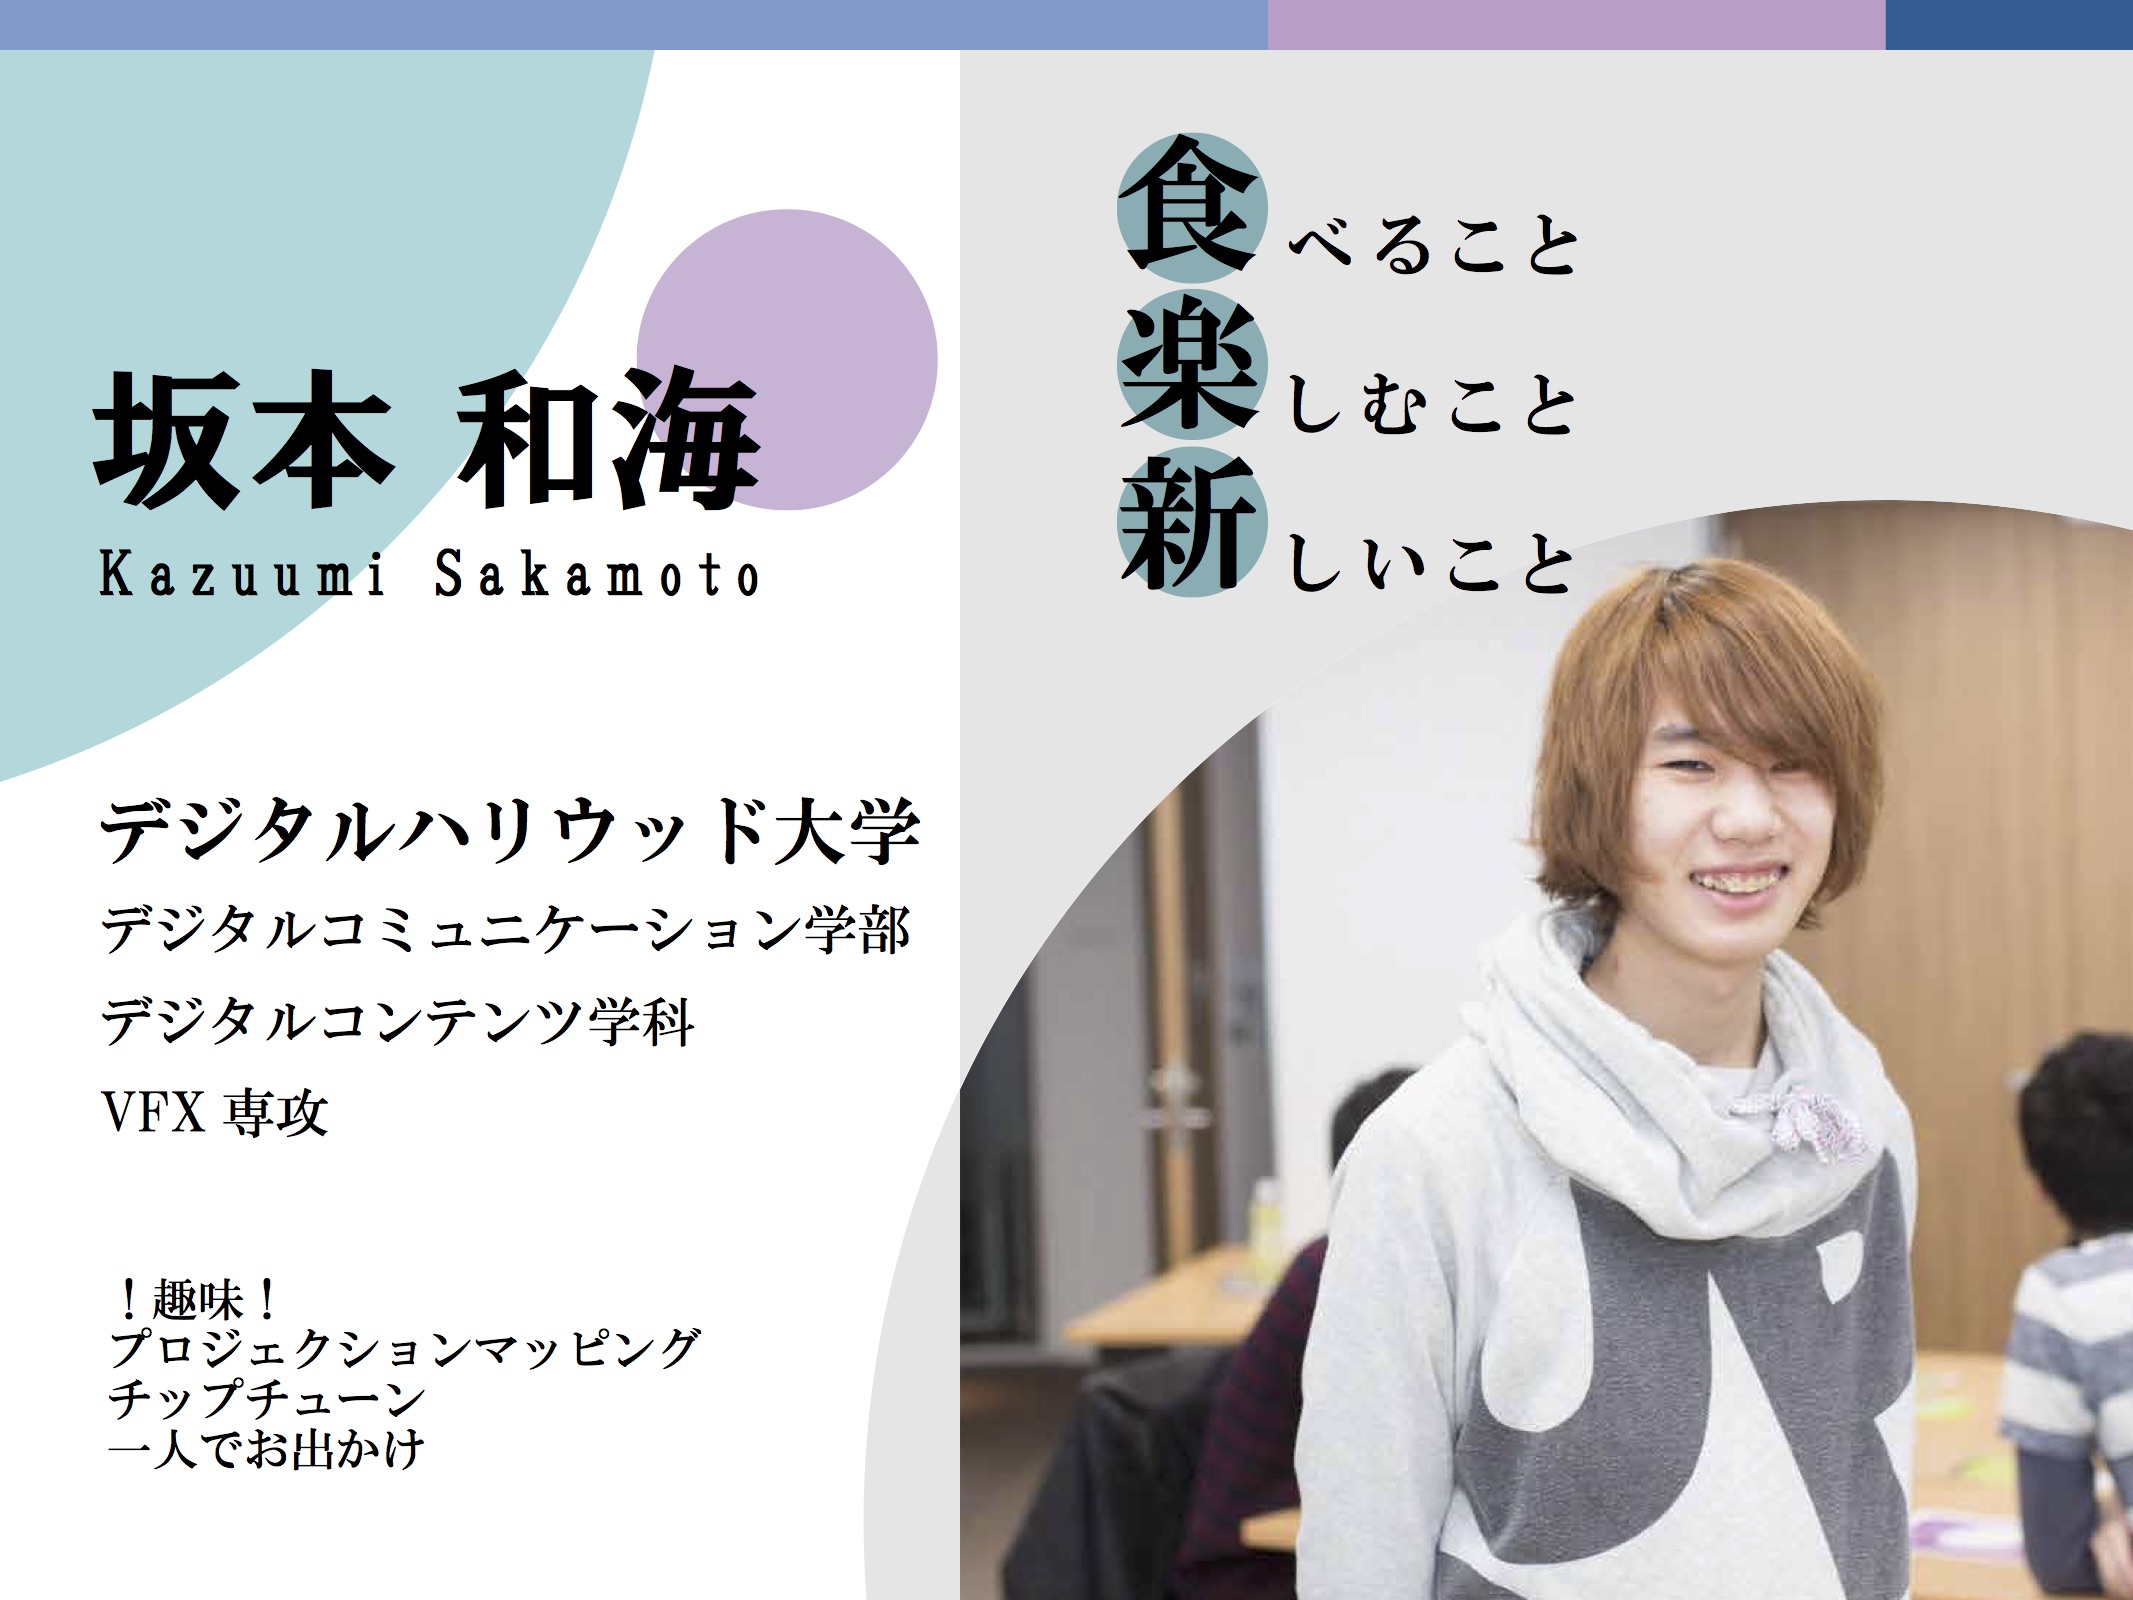 坂本 和海
Kazuumi Sakamoto
デジタルハリウッド大学
デジタルコミュニケーション学部
デジタルコンテンツ学科
VFX 専攻
！趣味！
プロジェクションマッピング
チップチューン
一人でお出かけ
食べること
楽しむこと
新しいこと